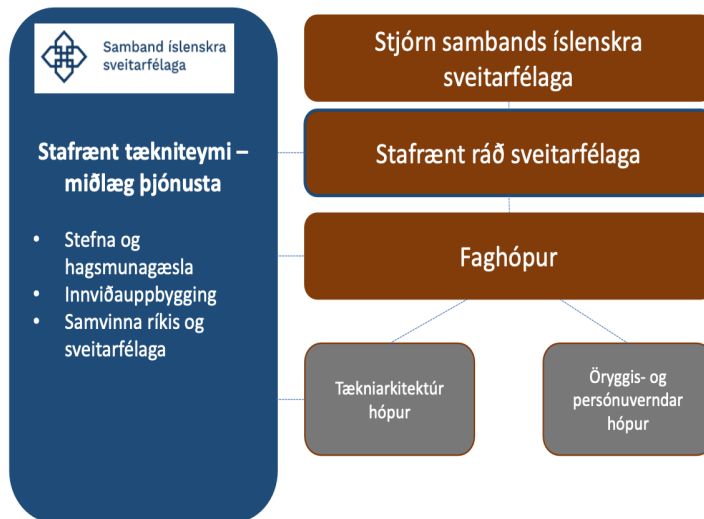 Samband íslenskra
sveitarfélaga
Stafrænt tækniteymi –
miðlæg þjónusta
• Stefna og
hagsmunagæsla
• Innviðauppbygging
• Samvinna ríkis og
sveitarfélaga
Stjórn sambands íslenskra
sveitarfélaga
Stafrænt ráð sveitarfélaga
Faghópur
Tækniarkitektúr
hópur
Öryggis- og
persónuverndar
hópur